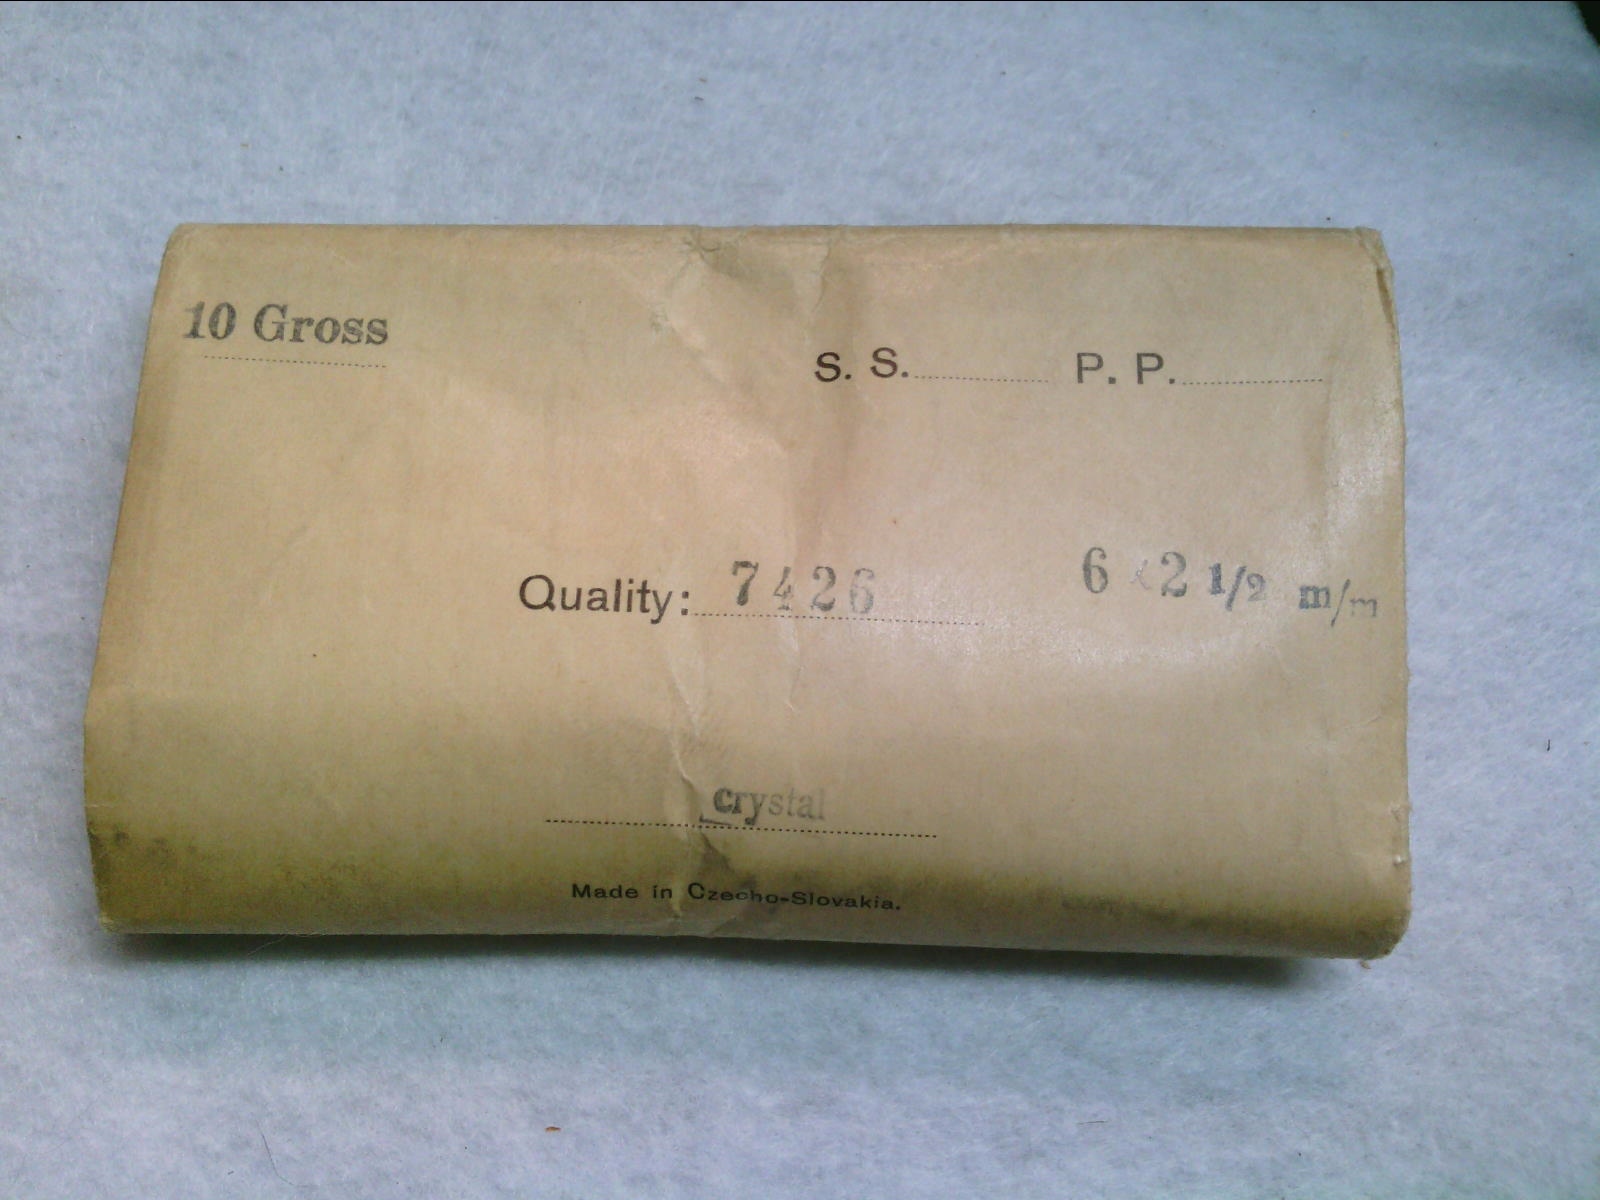 10 Gross
S. S. P. P.
Quality: 7426 6 x 2 1/2 m/m
crystal
Made in Czecho-Slovakia.